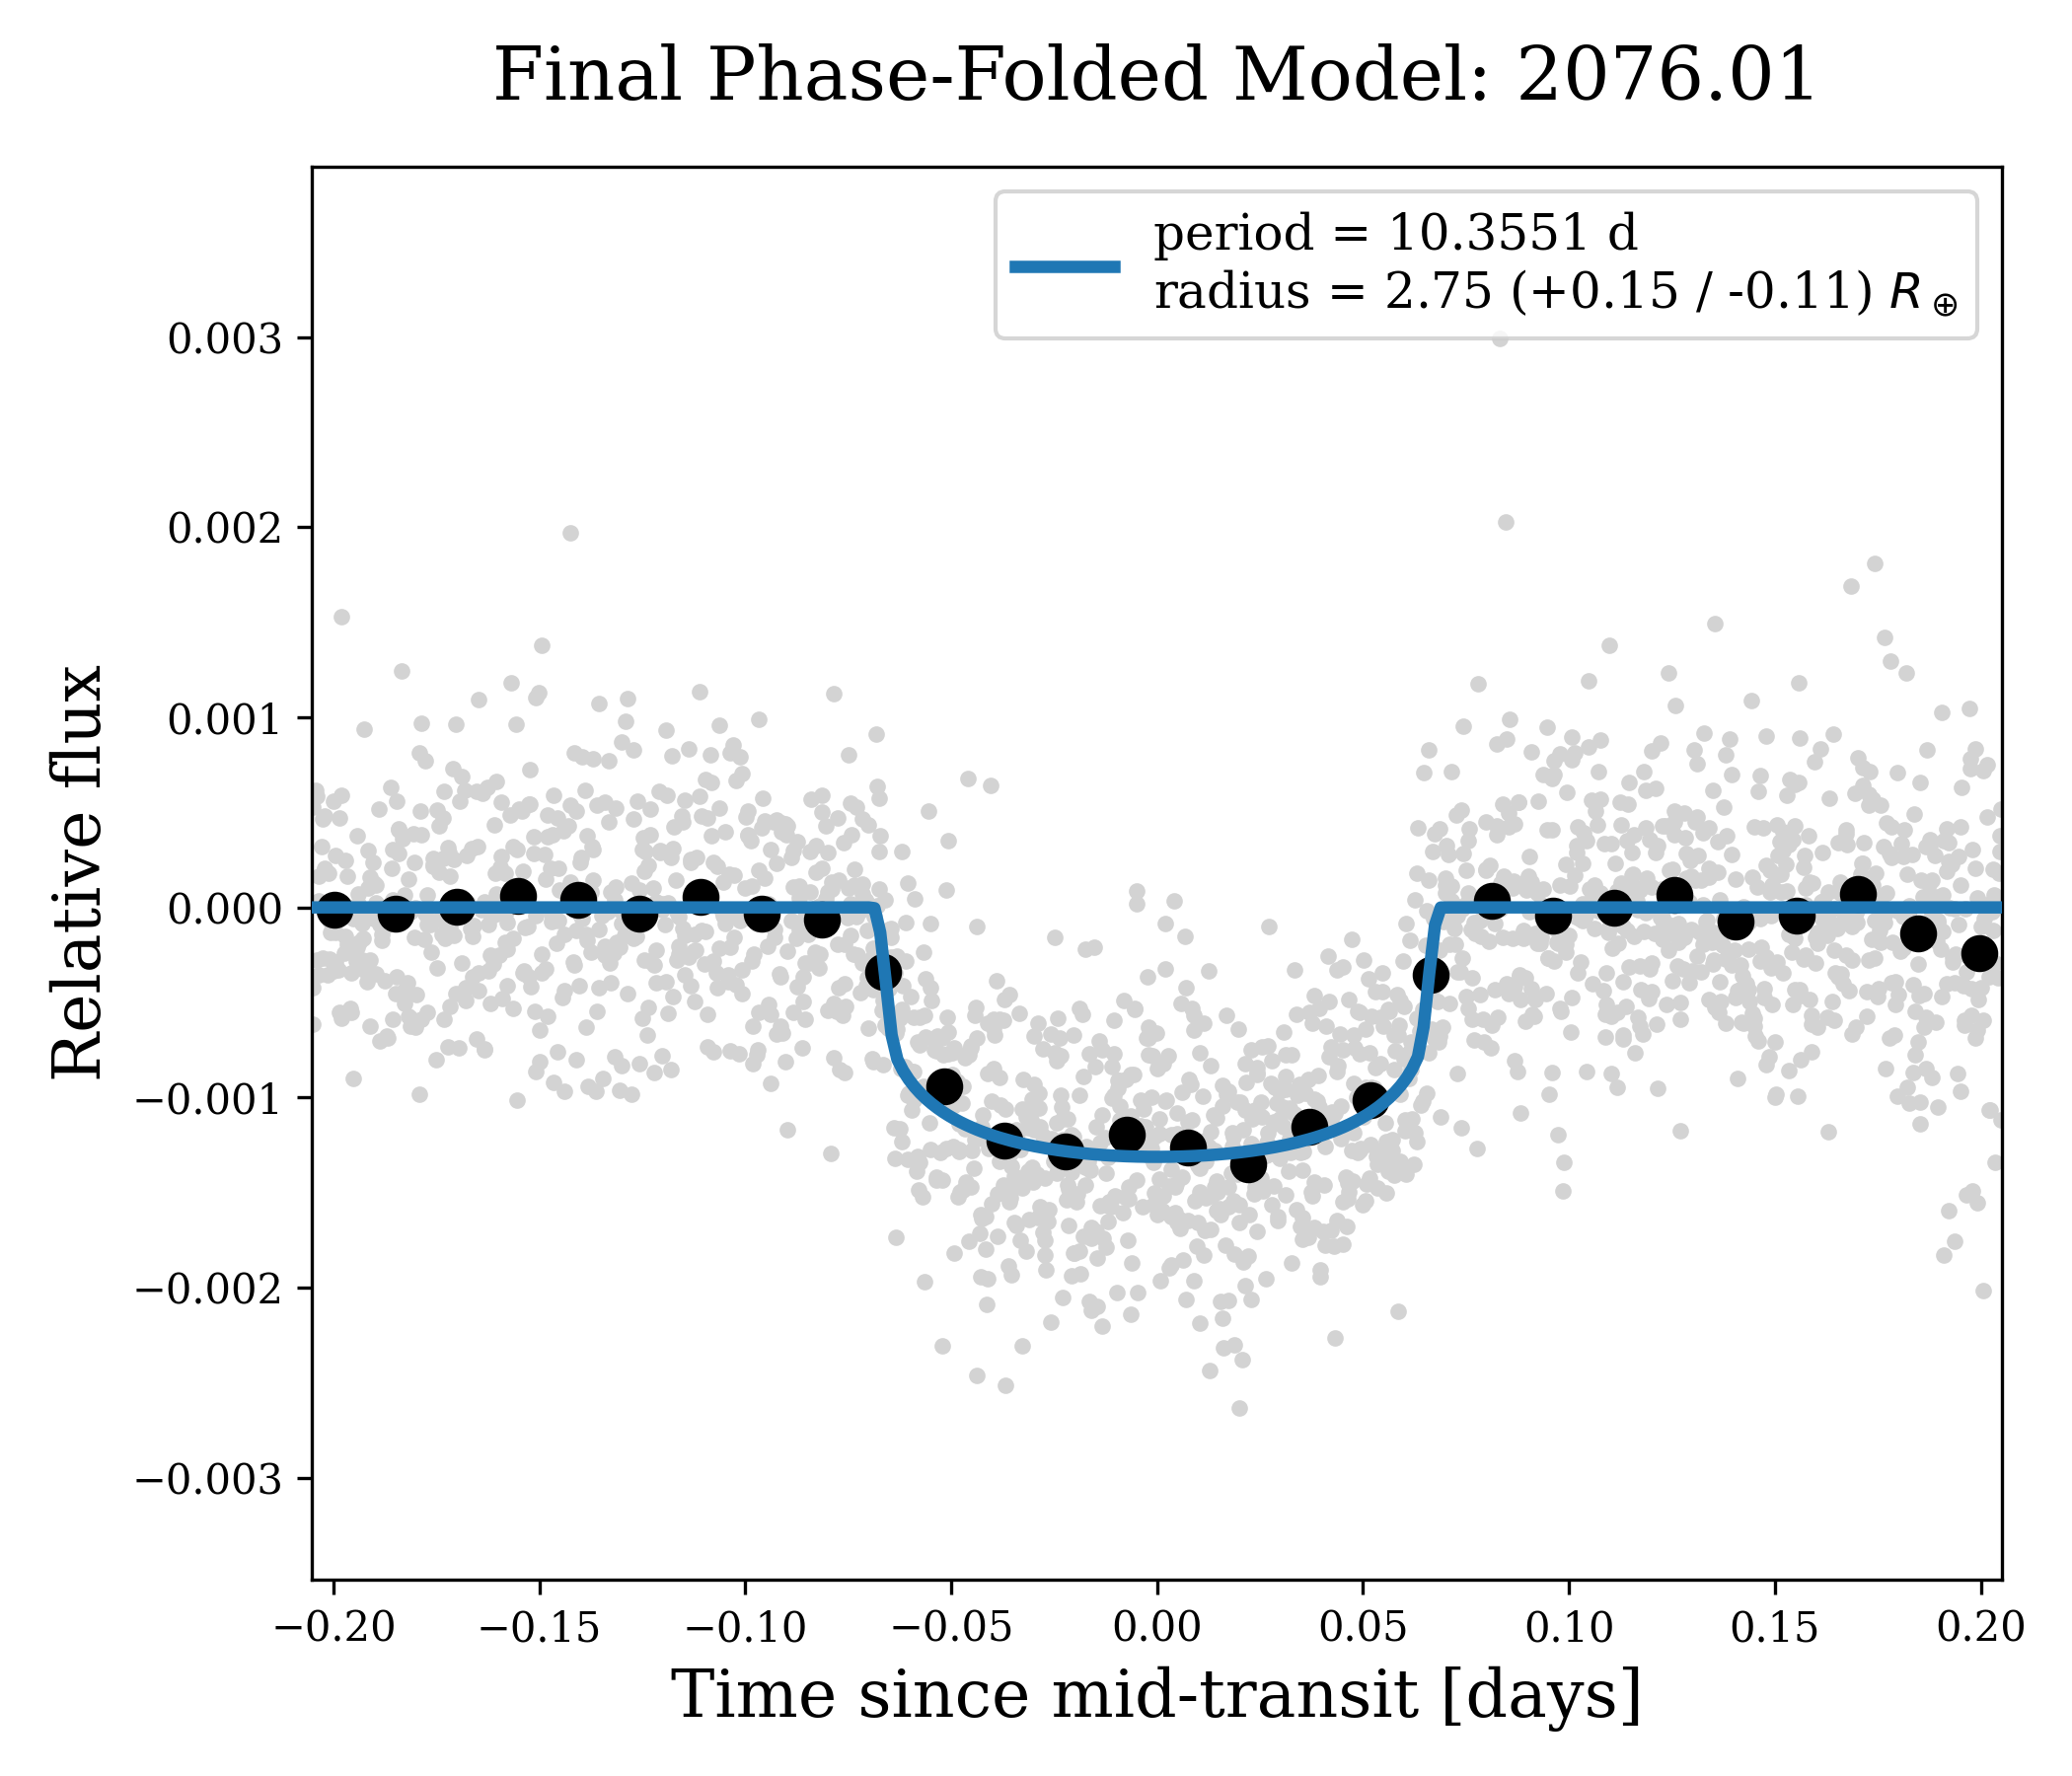 Final Phase-Folded Model: 2076.01
period = 10.3551 d
radius = 2.75 (+0.15 / -0.11) R⊕
Relative flux
0.003
0.002
0.001
0.000
−0.001
−0.002
−0.003
−0.20 −0.15 −0.10 −0.05 0.00 0.05 0.10 0.15 0.20
Time since mid-transit [days]